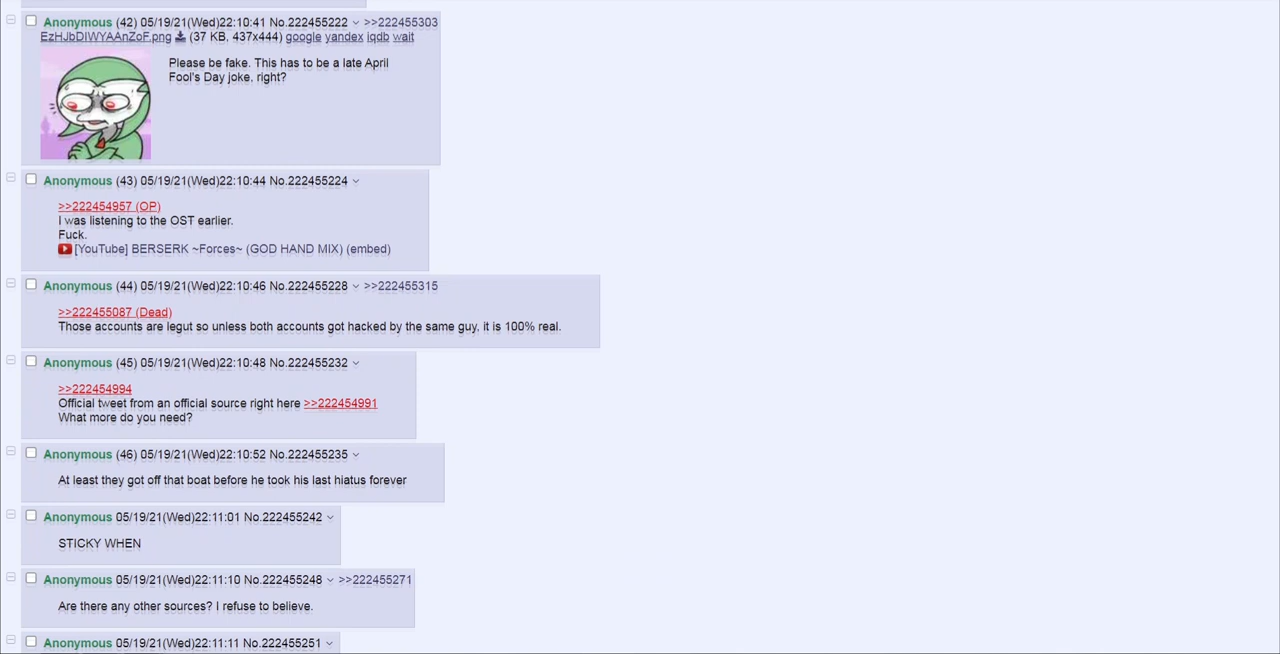 Anonymous (42) 05/19/21(Wed)22:10:41 No.222455222 >>222455303
EzHJbDIWYAAnZoF.png (37 KB, 437x444) google yandex iqdb wait
Please be fake. This has to be a late April
Fool's Day joke, right?
Anonymous (43) 05/19/21(Wed)22:10:44 No.222455224
>>222454957 (OP)
I was listening to the OST earlier.
Fuck.
[YouTube] BERSERK ~Forces~ (GOD HAND MIX) (embed)
Anonymous (44) 05/19/21(Wed)22:10:46 No.222455228 >>222455315
>>222455087 (Dead)
Those accounts are legut so unless both accounts got hacked by the same guy, it is 100% real.
Anonymous (45) 05/19/21(Wed)22:10:48 No.222455232
>>222454994
Official tweet from an official source right here >>222454991
What more do you need?
Anonymous (46) 05/19/21(Wed)22:10:52 No.222455235
At least they got off that boat before he took his last hiatus forever
Anonymous 05/19/21(Wed)22:11:01 No.222455242
STICKY WHEN
Anonymous 05/19/21(Wed)22:11:10 No.222455248 >>222455271
Are there any other sources? I refuse to believe.
Anonymous 05/19/21(Wed)22:11:11 No.222455251